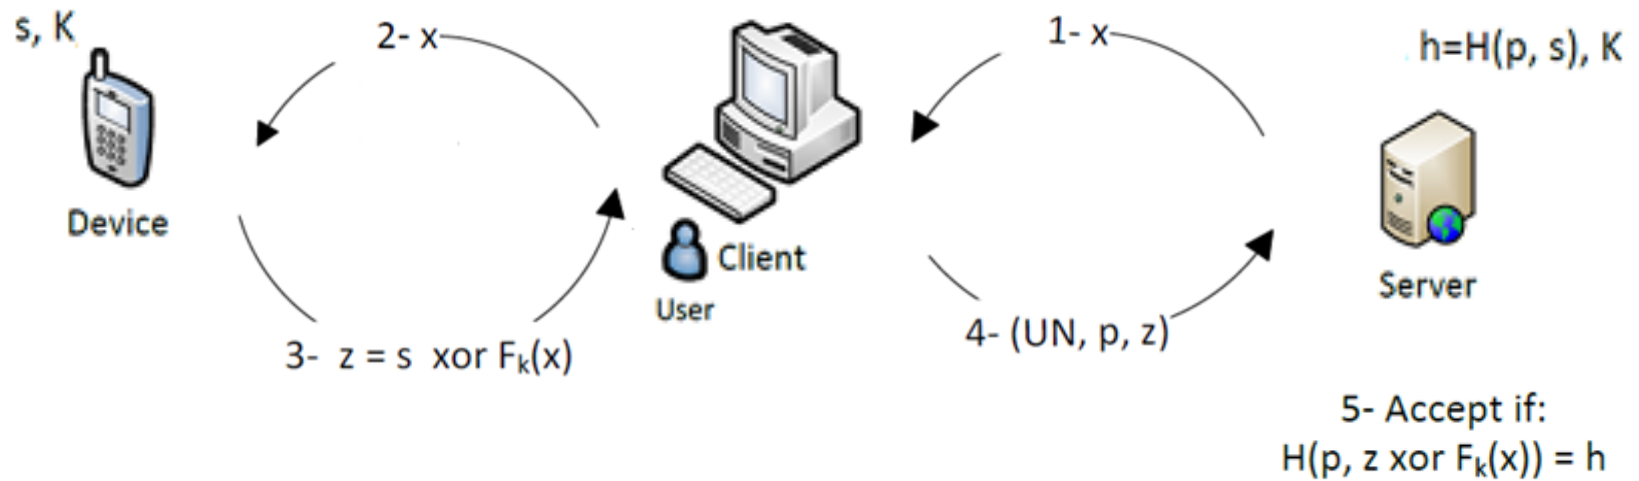 s, K
2- x
1- x
h=H(p, s), K
Device
Client
User
Server
3- z = s xor Fk(x)
4- (UN, p, z)
5- Accept if:
H(p, z xor Fk(x)) = h